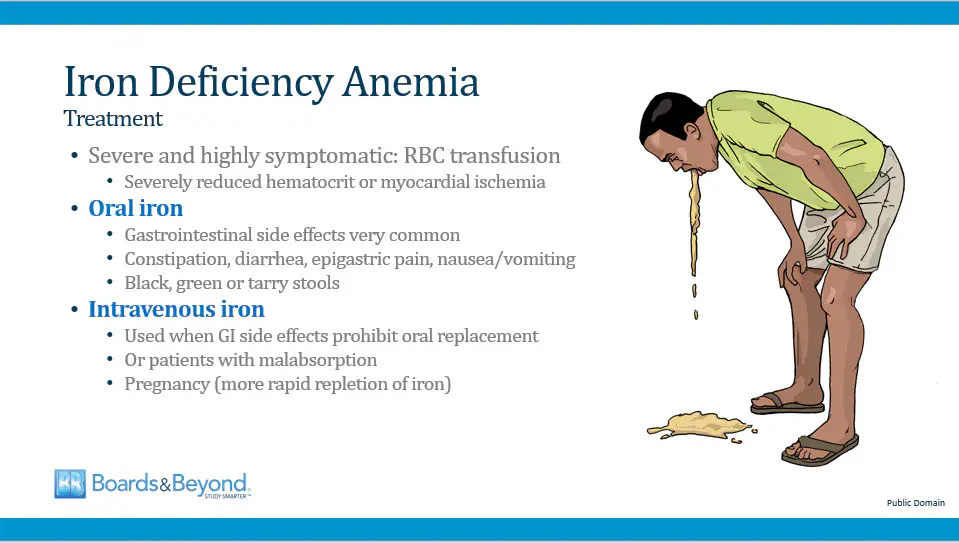 Iron Deficiency Anemia
Treatment
• Severe and highly symptomatic: RBC transfusion
• Severely reduced hematocrit or myocardial ischemia
• Oral iron
• Gastrointestinal side effects very common
• Constipation, diarrhea, epigastric pain, nausea/vomiting
• Black, green or tarry stools
• Intravenous iron
• Used when GI side effects prohibit oral replacement
• Or patients with malabsorption
• Pregnancy (more rapid repletion of iron)
BB Boards&Beyond.
STUDY SMARTER™
Public Domain